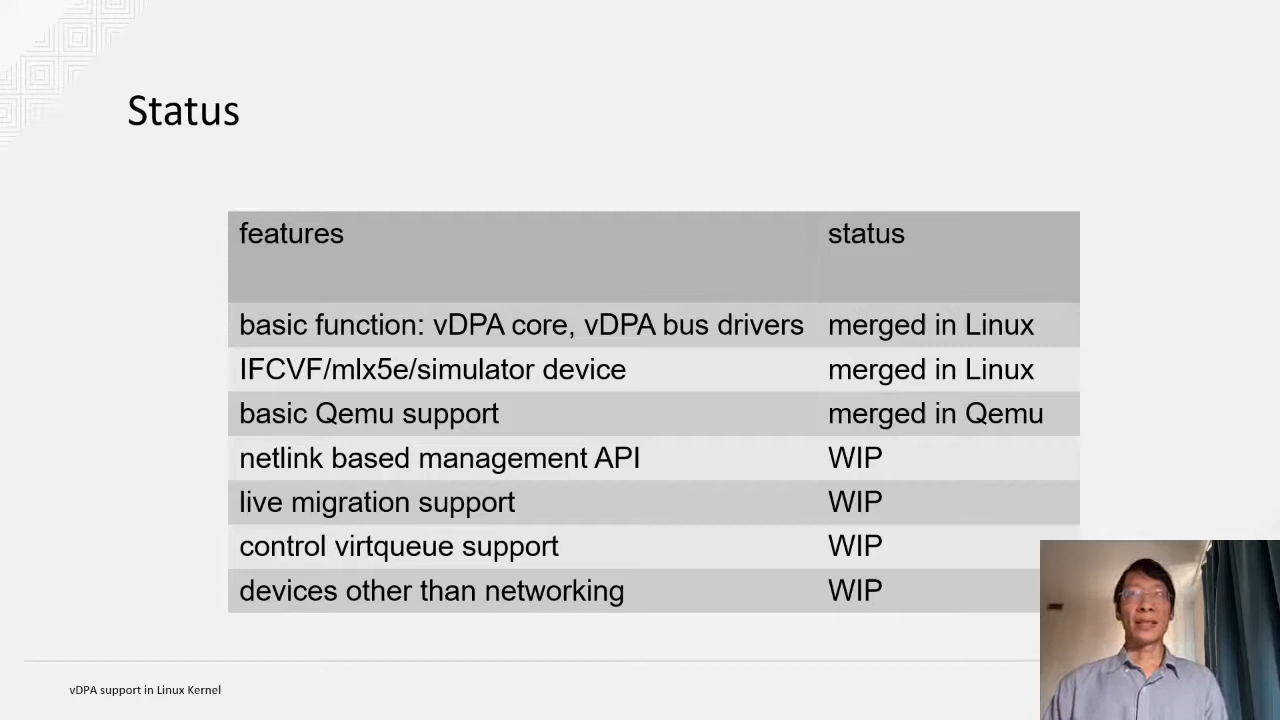 Status
features status
basic function: vDPA core, vDPA bus drivers merged in Linux
IFCVF/mlx5e/simulator device merged in Linux
basic Qemu support merged in Qemu
netlink based management API WIP
live migration support WIP
control virtqueue support WIP
devices other than networking WIP
vDPA support in Linux Kernel